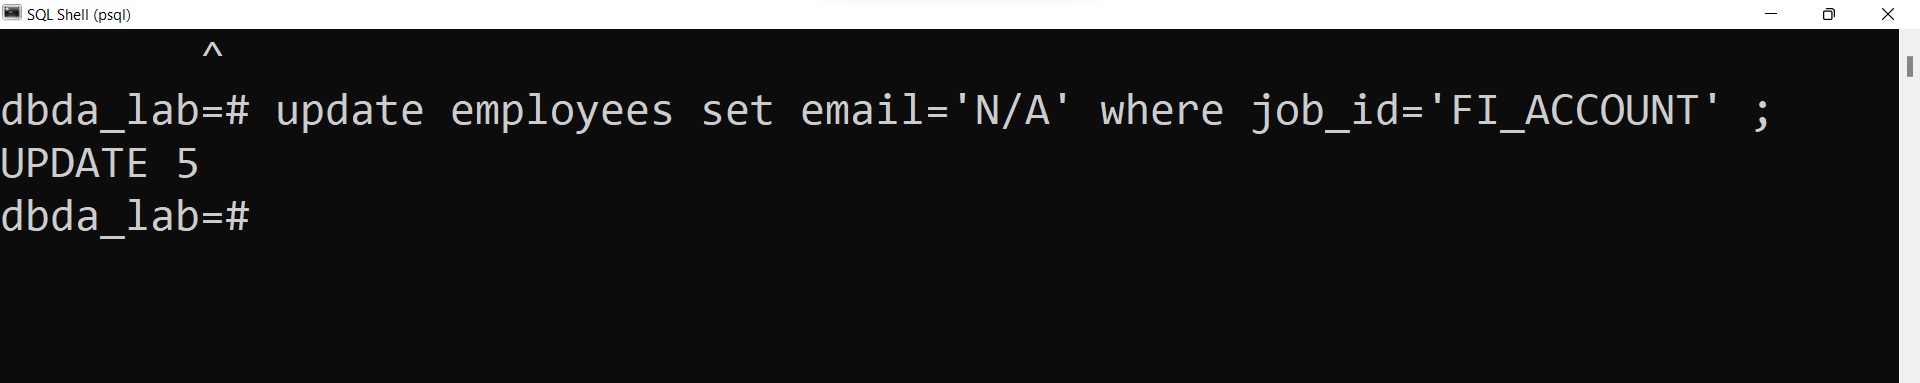 SQL Shell (psql)
^
dbda_lab=# update employees set email='N/A' where job_id='FI_ACCOUNT' ;
UPDATE 5
dbda_lab=#